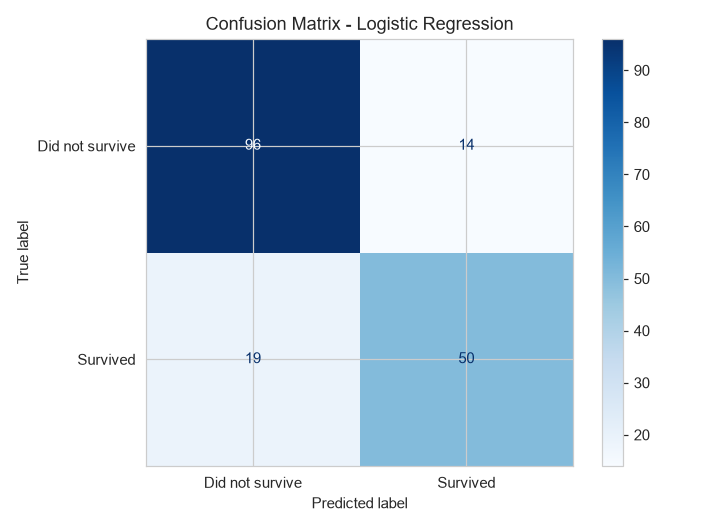 Confusion Matrix - Logistic Regression
Did not survive
96
14
Survived
19
50
Did not survive
Survived
Predicted label
True label
90
80
70
60
50
40
30
20